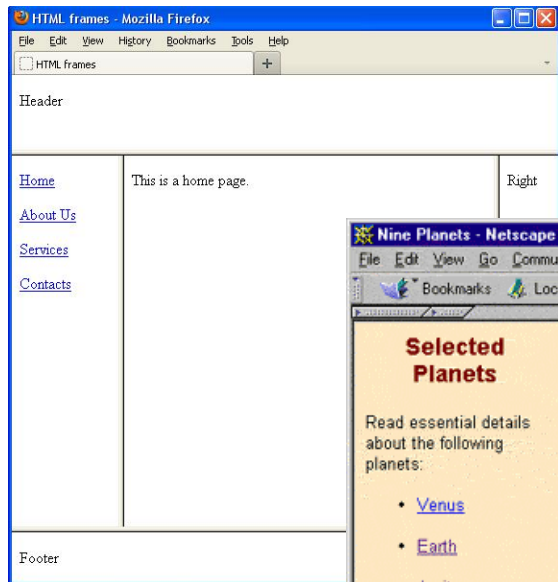 HTML frames - Mozilla Firefox
File Edit View History Bookmarks Tools Help
HTML frames +
Header
Home
About Us
Services
Contacts
This is a home page.
Right
Footer
Nine Planets - Netscape
File Edit View Go Commu
Bookmarks Loc
Selected
Planets
Read essential details
about the following
planets:
• Venus
• Earth